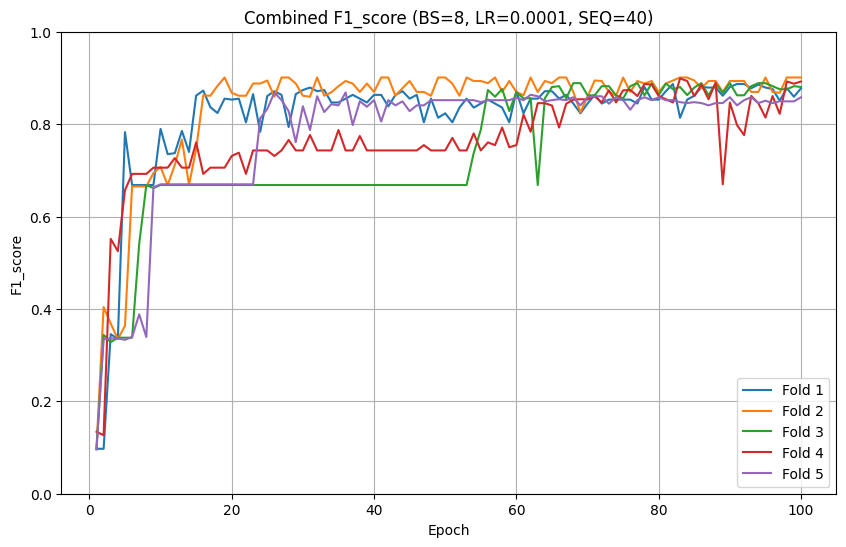 Combined F1_score (BS=8, LR=0.0001, SEQ=40)
1.0
0.8
0.6
0.4
0.2
0.0
F1_score
0 20 40 60 80 100
Epoch
Fold 1
Fold 2
Fold 3
Fold 4
Fold 5